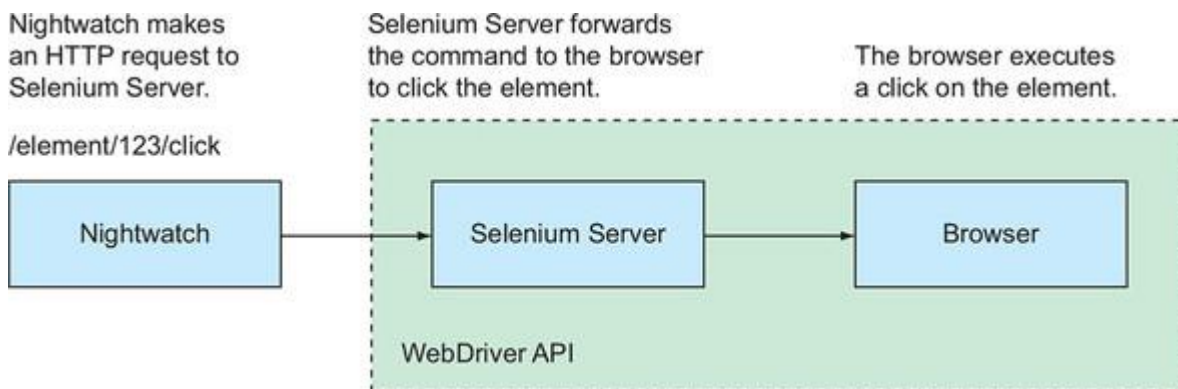 Nightwatch makes
an HTTP request to
Selenium Server.
/element/123/click
Selenium Server forwards
the command to the browser
to click the element.
The browser executes
a click on the element.
Nightwatch
Selenium Server
Browser
WebDriver API